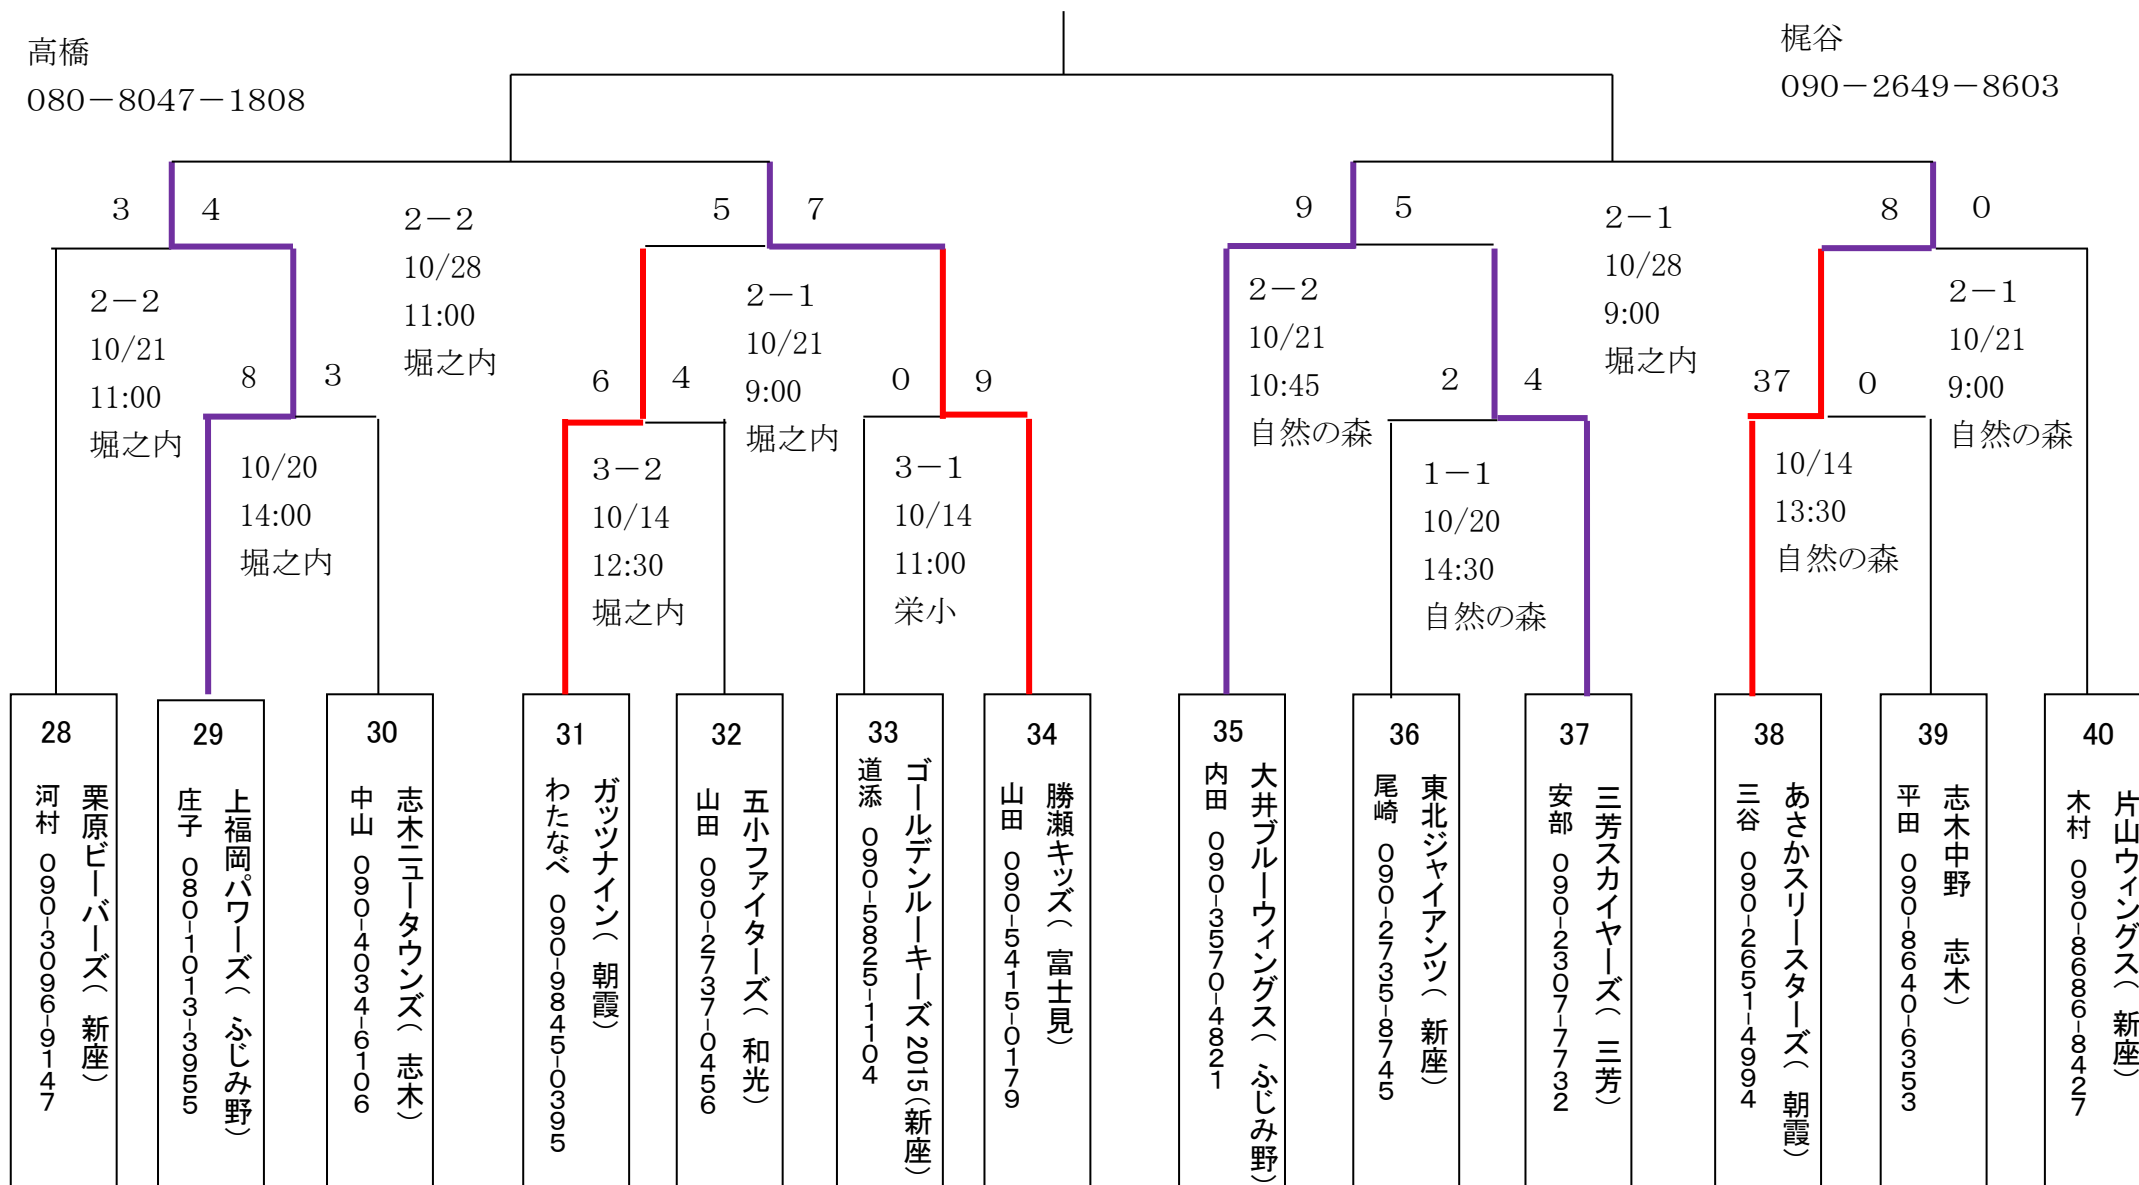 高橋
080－8047－1808
梶谷
090－2649－8603
3 4
5 7
9 5
8 0
2－2
10/28
11:00
堀之内
2－1
10/28
9:00
堀之内
2－2
10/21
11:00
堀之内
2－1
10/21
9:00
堀之内
2－2
10/21
10:45
自然の森
2－1
10/21
9:00
自然の森
8 3
6 4
0 9
2 4
37 0
10/20
14:00
堀之内
3－2
10/14
12:30
堀之内
3－1
10/14
11:00
栄小
1－1
10/20
14:30
自然の森
10/14
13:30
自然の森
28
栗原ビーバーズ（新座）
河村 090-3096-9147
29
上福岡パワーズ（ふじみ野）
庄子 080-1013-3955
30
志木ニュータウンズ（志木）
中山 090-4034-6106
31
ガッツナイン（朝霞）
わたなべ 090-9845-0395
32
五小ファイターズ（和光）
山田 090-2737-0456
33
ゴールデンルーキーズ2015（新座）
道添 090-5825-1104
34
勝瀬キッズ（富士見）
山田 090-5415-0179
35
大井ブルーウィングス（ふじみ野）
内田 090-3570-4821
36
東北ジャイアンツ（新座）
尾崎 090-2735-8745
37
三芳スカイヤーズ（三芳）
安部 090-2307-7732
38
あさかスリースターズ（朝霞）
三谷 090-2651-4994
39
志木中野 志木）
平田 090-8640-6353
40
片山ウィングス（新座）
木村 090-8686-8427